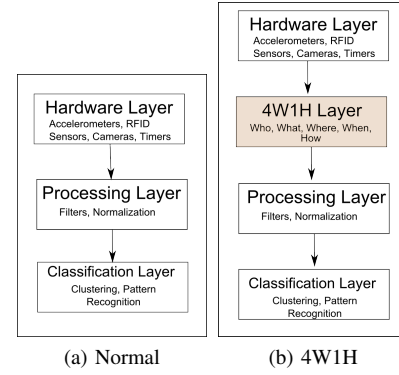 Hardware Layer
Accelerometers, RFID
Sensors, Cameras, Timers
Processing Layer
Filters, Normalization
Classification Layer
Clustering, Pattern
Recognition
(a) Normal
Hardware Layer
Accelerometers, RFID
Sensors, Cameras, Timers
4W1H Layer
Who, What, Where, When,
How
Processing Layer
Filters, Normalization
Classification Layer
Clustering, Pattern
Recognition
(b) 4W1H